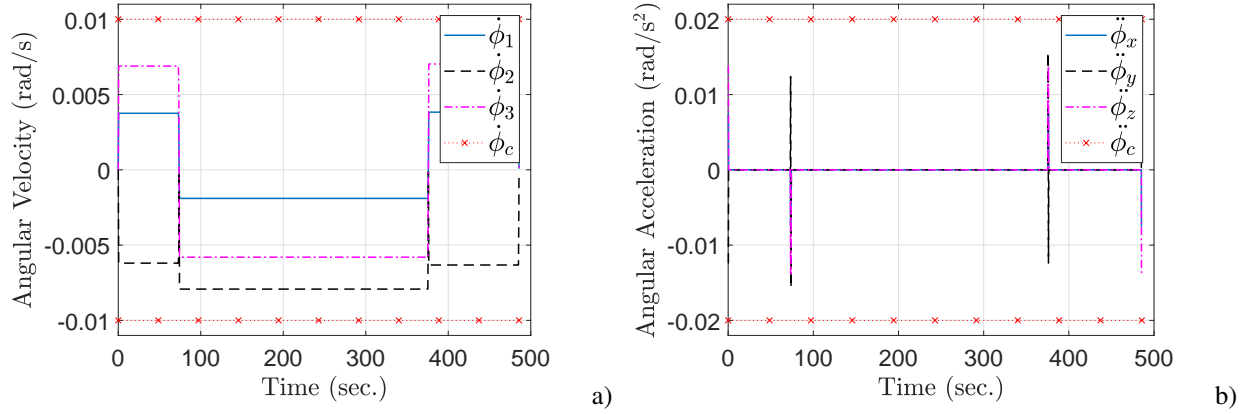 Angular Velocity (rad/s)
0.01
0.005
0
-0.005
-0.01
0 100 200 300 400 500
Time (sec.)
ϕ̇₁
ϕ̇₂
ϕ̇₃
ϕ̇c
a)
Angular Acceleration (rad/s²)
0.02
0.01
0
-0.01
-0.02
0 100 200 300 400 500
Time (sec.)
ϕ̈ₓ
ϕ̈y
ϕ̈z
ϕ̈c
b)